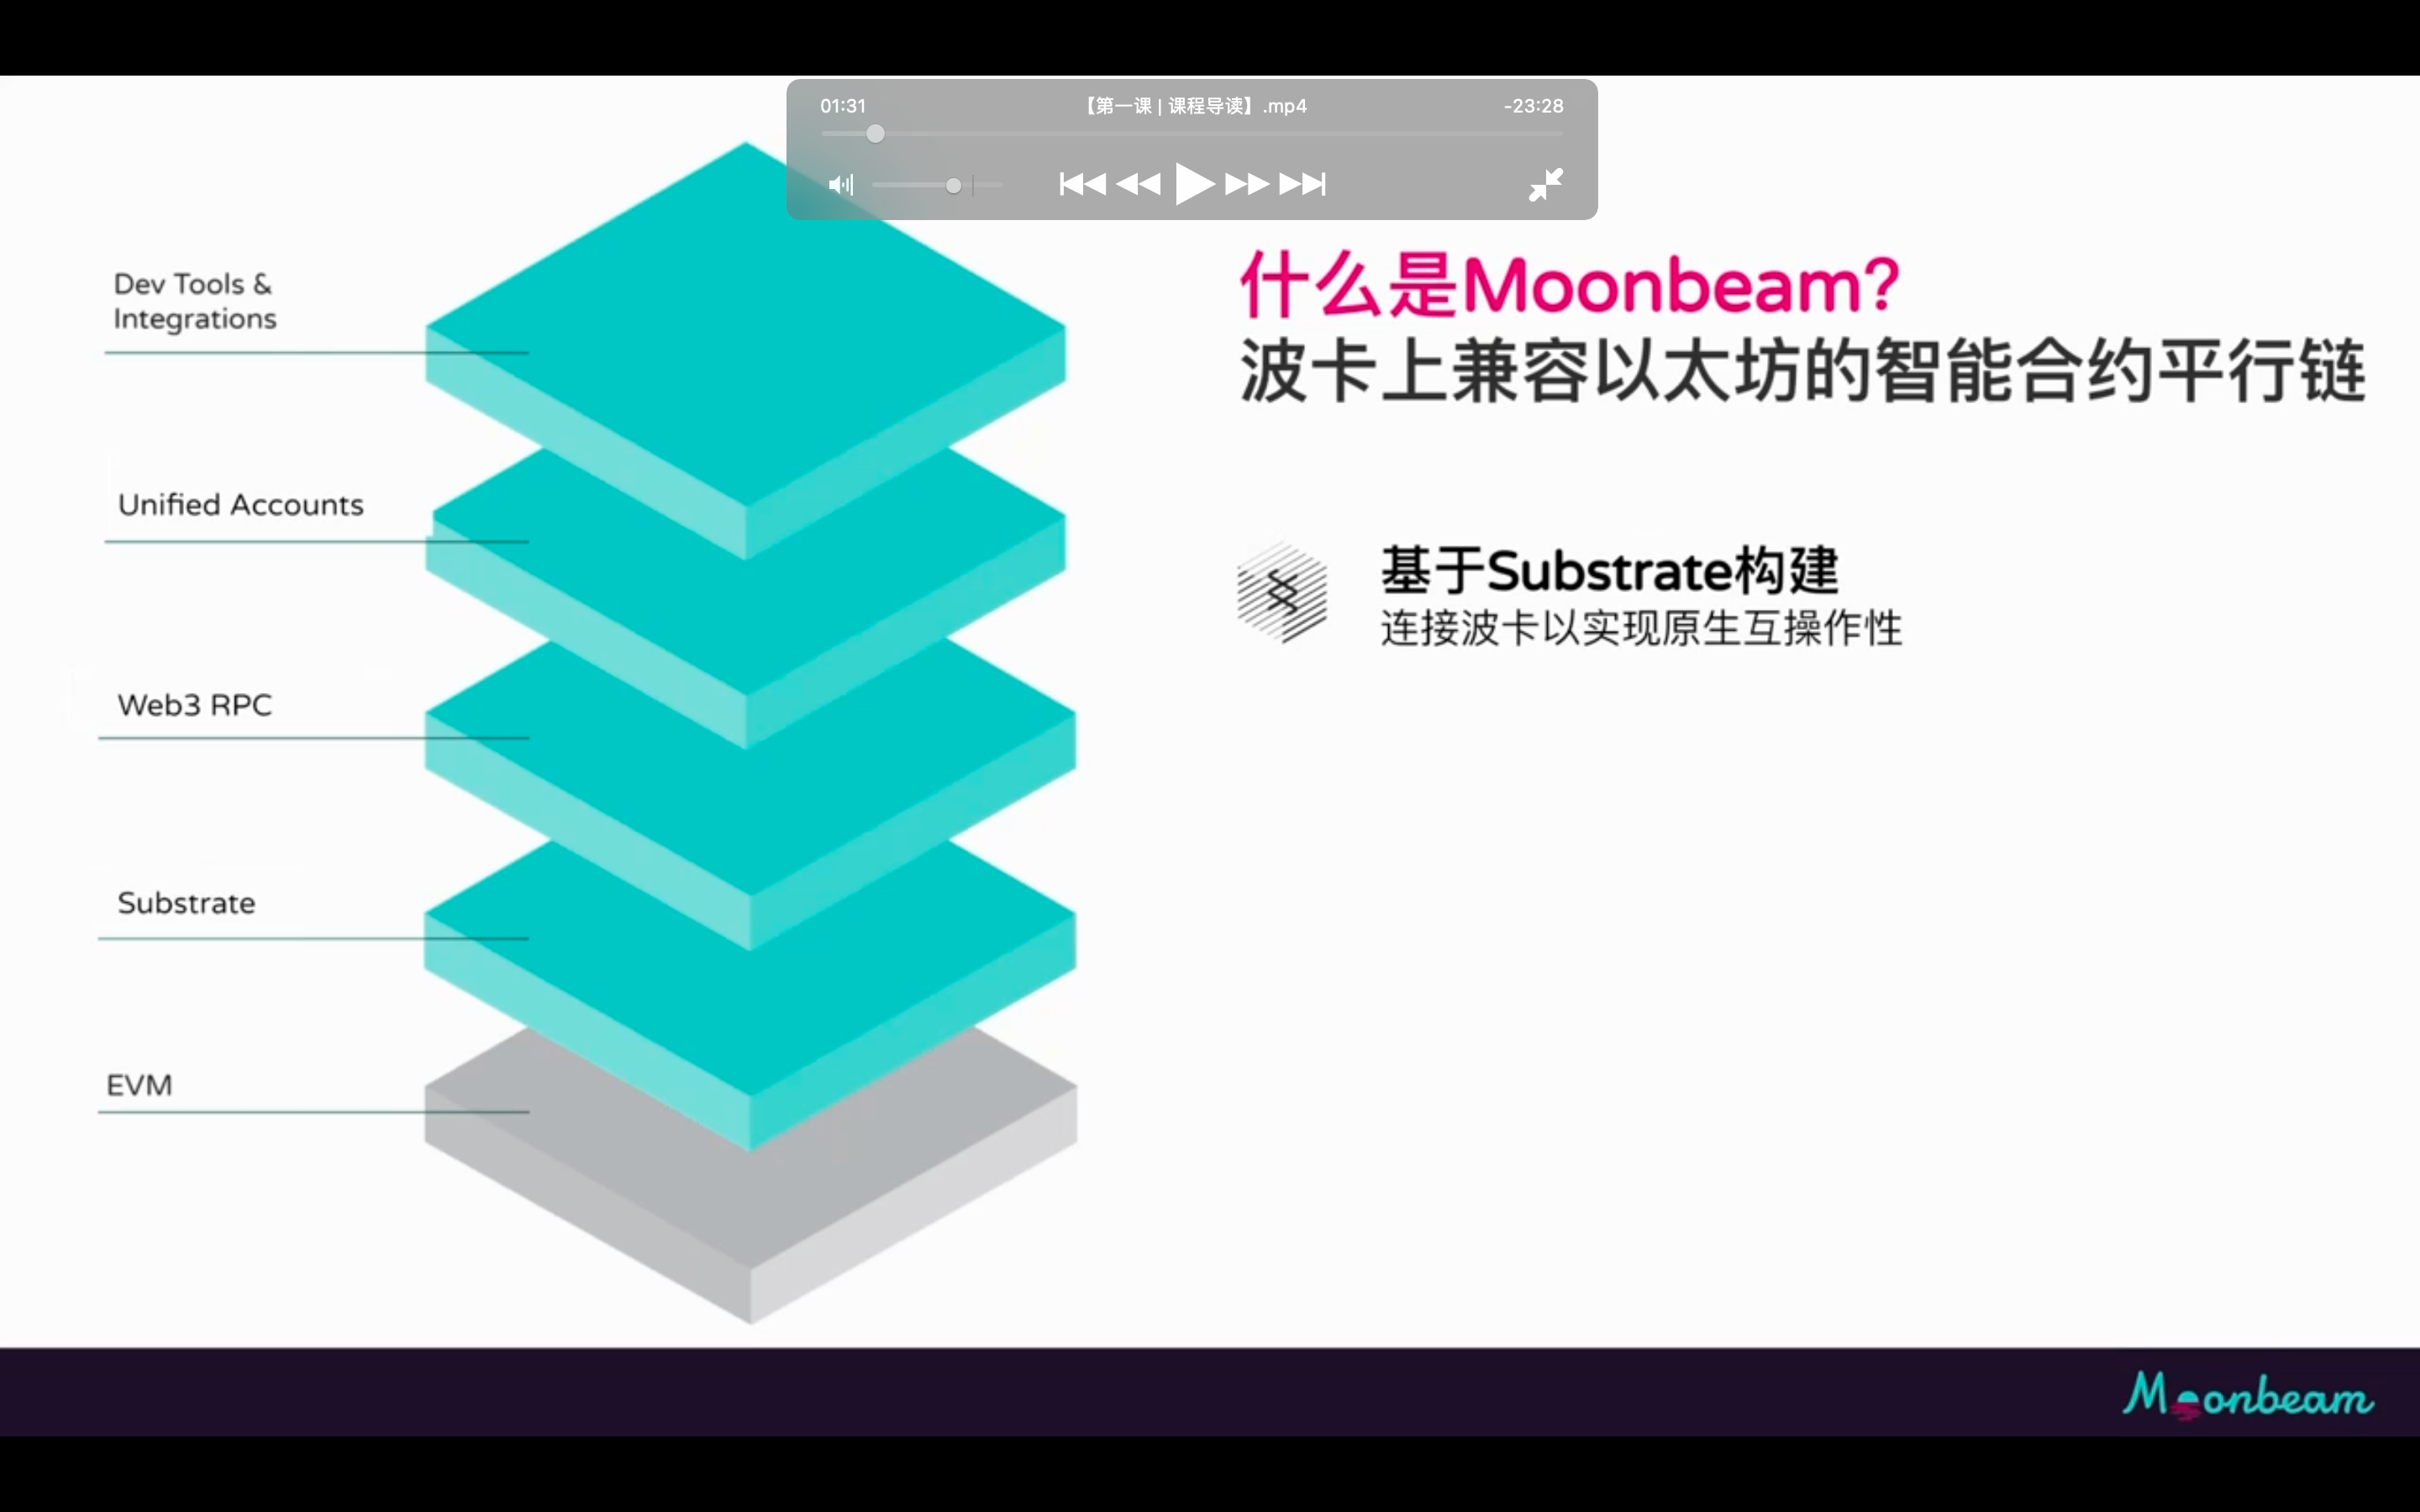 01:31
【第一课 | 课程导读】.mp4
-23:28
Dev Tools &
Integrations
Unified Accounts
Web3 RPC
Substrate
EVM
什么是Moonbeam?
波卡上兼容以太坊的智能合约平行链
基于Substrate构建
连接波卡以实现原生互操作性
Moonbeam